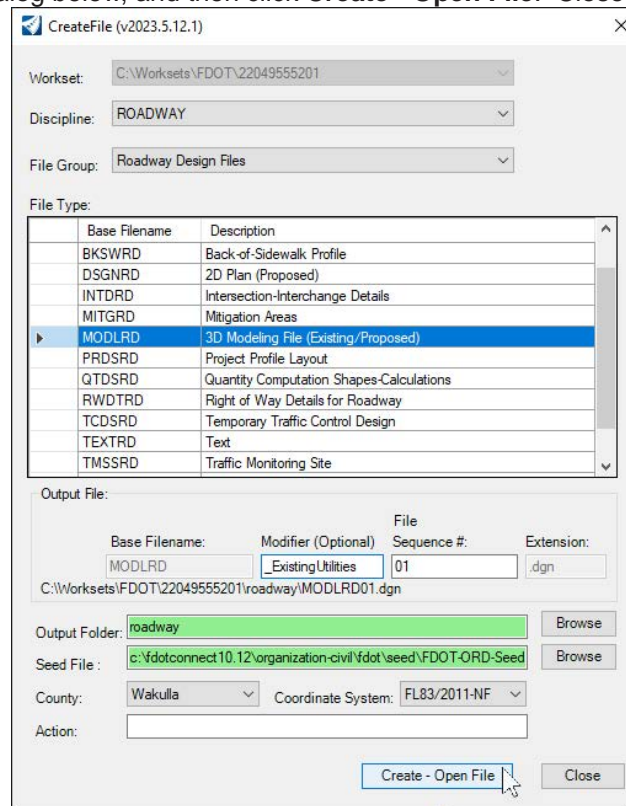 alog below, and then click Create - Open File. Close
CreateFile (v2023.5.12.1)
Workset: C:\Worksets\FDOT\22049555201
Discipline: ROADWAY
File Group: Roadway Design Files
File Type:
Base Filename Description
BKSWRD Back-of-Sidewalk Profile
DSGNRD 2D Plan (Proposed)
INTDRD Intersection-Interchange Details
MITGRD Mitigation Areas
MODLRD 3D Modeling File (Existing/Proposed)
PRDSRD Project Profile Layout
QTDSRD Quantity Computation Shapes-Calculations
RWDTRD Right of Way Details for Roadway
TCDSRD Temporary Traffic Control Design
TEXTRD Text
TMSSRD Traffic Monitoring Site
Output File:
File
Base Filename: Modifier (Optional) Sequence #: Extension:
MODLRD _ExistingUtilities 01 .dgn
C:\Worksets\FDOT\22049555201\roadway\MODLRD01.dgn
Output Folder: roadway Browse
Seed File : c:\fdotconnect10.12\organization-civil\fdot\seed\FDOT-ORD-Seed Browse
County: Wakulla Coordinate System: FL83/2011-NF
Action:
Create - Open File Close